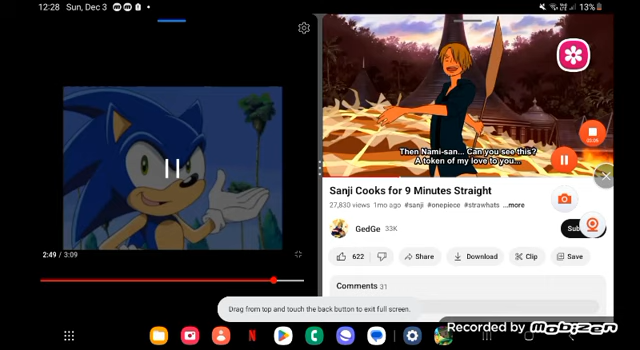 12:28 Sun, Dec 3
13%
Then Nami-san... Can you see this?
A token of my love to you...
Sanji Cooks for 9 Minutes Straight
27,830 views 1mo ago #sanji #onepiece #strawhats ...more
GedGe 33K
Sub
2:49 / 3:09
622
Share
Download
Clip
Save
Comments 31
Drag from top and touch the back button to exit full screen.
Recorded by Mobizen